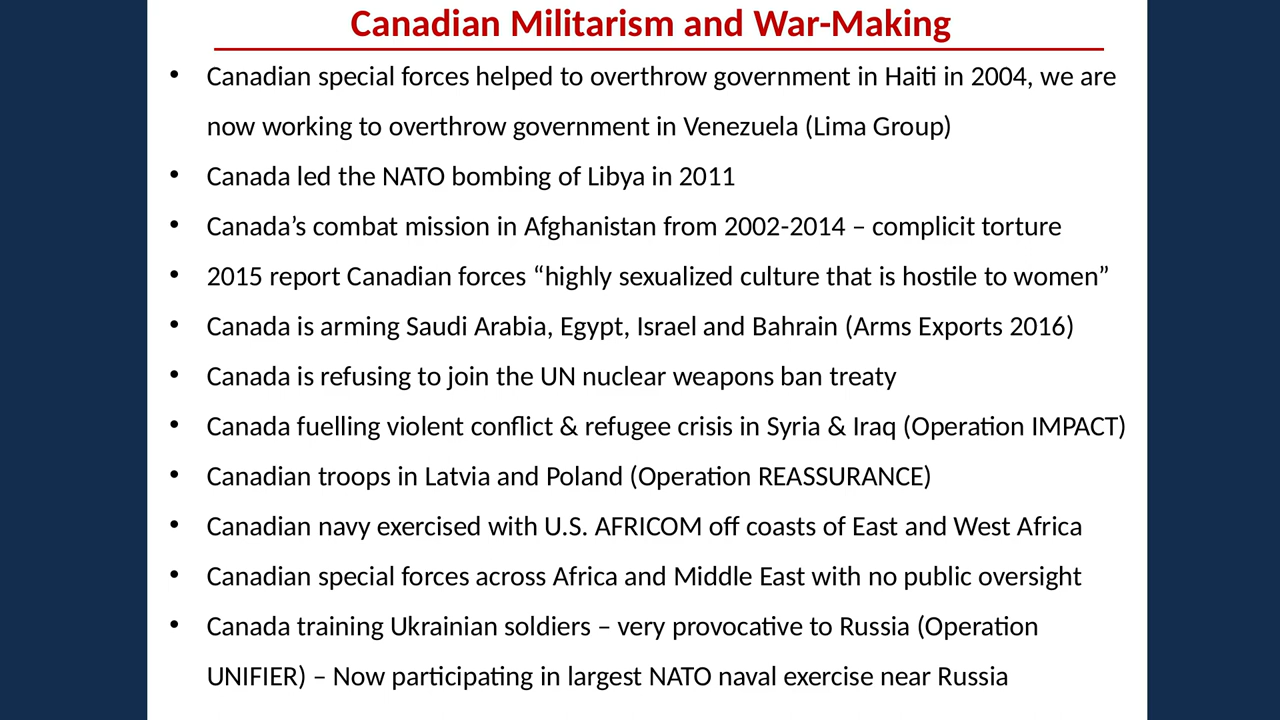 Canadian Militarism and War-Making
• Canadian special forces helped to overthrow government in Haiti in 2004, we are
now working to overthrow government in Venezuela (Lima Group)
• Canada led the NATO bombing of Libya in 2011
• Canada’s combat mission in Afghanistan from 2002-2014 – complicit torture
• 2015 report Canadian forces “highly sexualized culture that is hostile to women”
• Canada is arming Saudi Arabia, Egypt, Israel and Bahrain (Arms Exports 2016)
• Canada is refusing to join the UN nuclear weapons ban treaty
• Canada fuelling violent conflict & refugee crisis in Syria & Iraq (Operation IMPACT)
• Canadian troops in Latvia and Poland (Operation REASSURANCE)
• Canadian navy exercised with U.S. AFRICOM off coasts of East and West Africa
• Canadian special forces across Africa and Middle East with no public oversight
• Canada training Ukrainian soldiers – very provocative to Russia (Operation
UNIFIER) – Now participating in largest NATO naval exercise near Russia